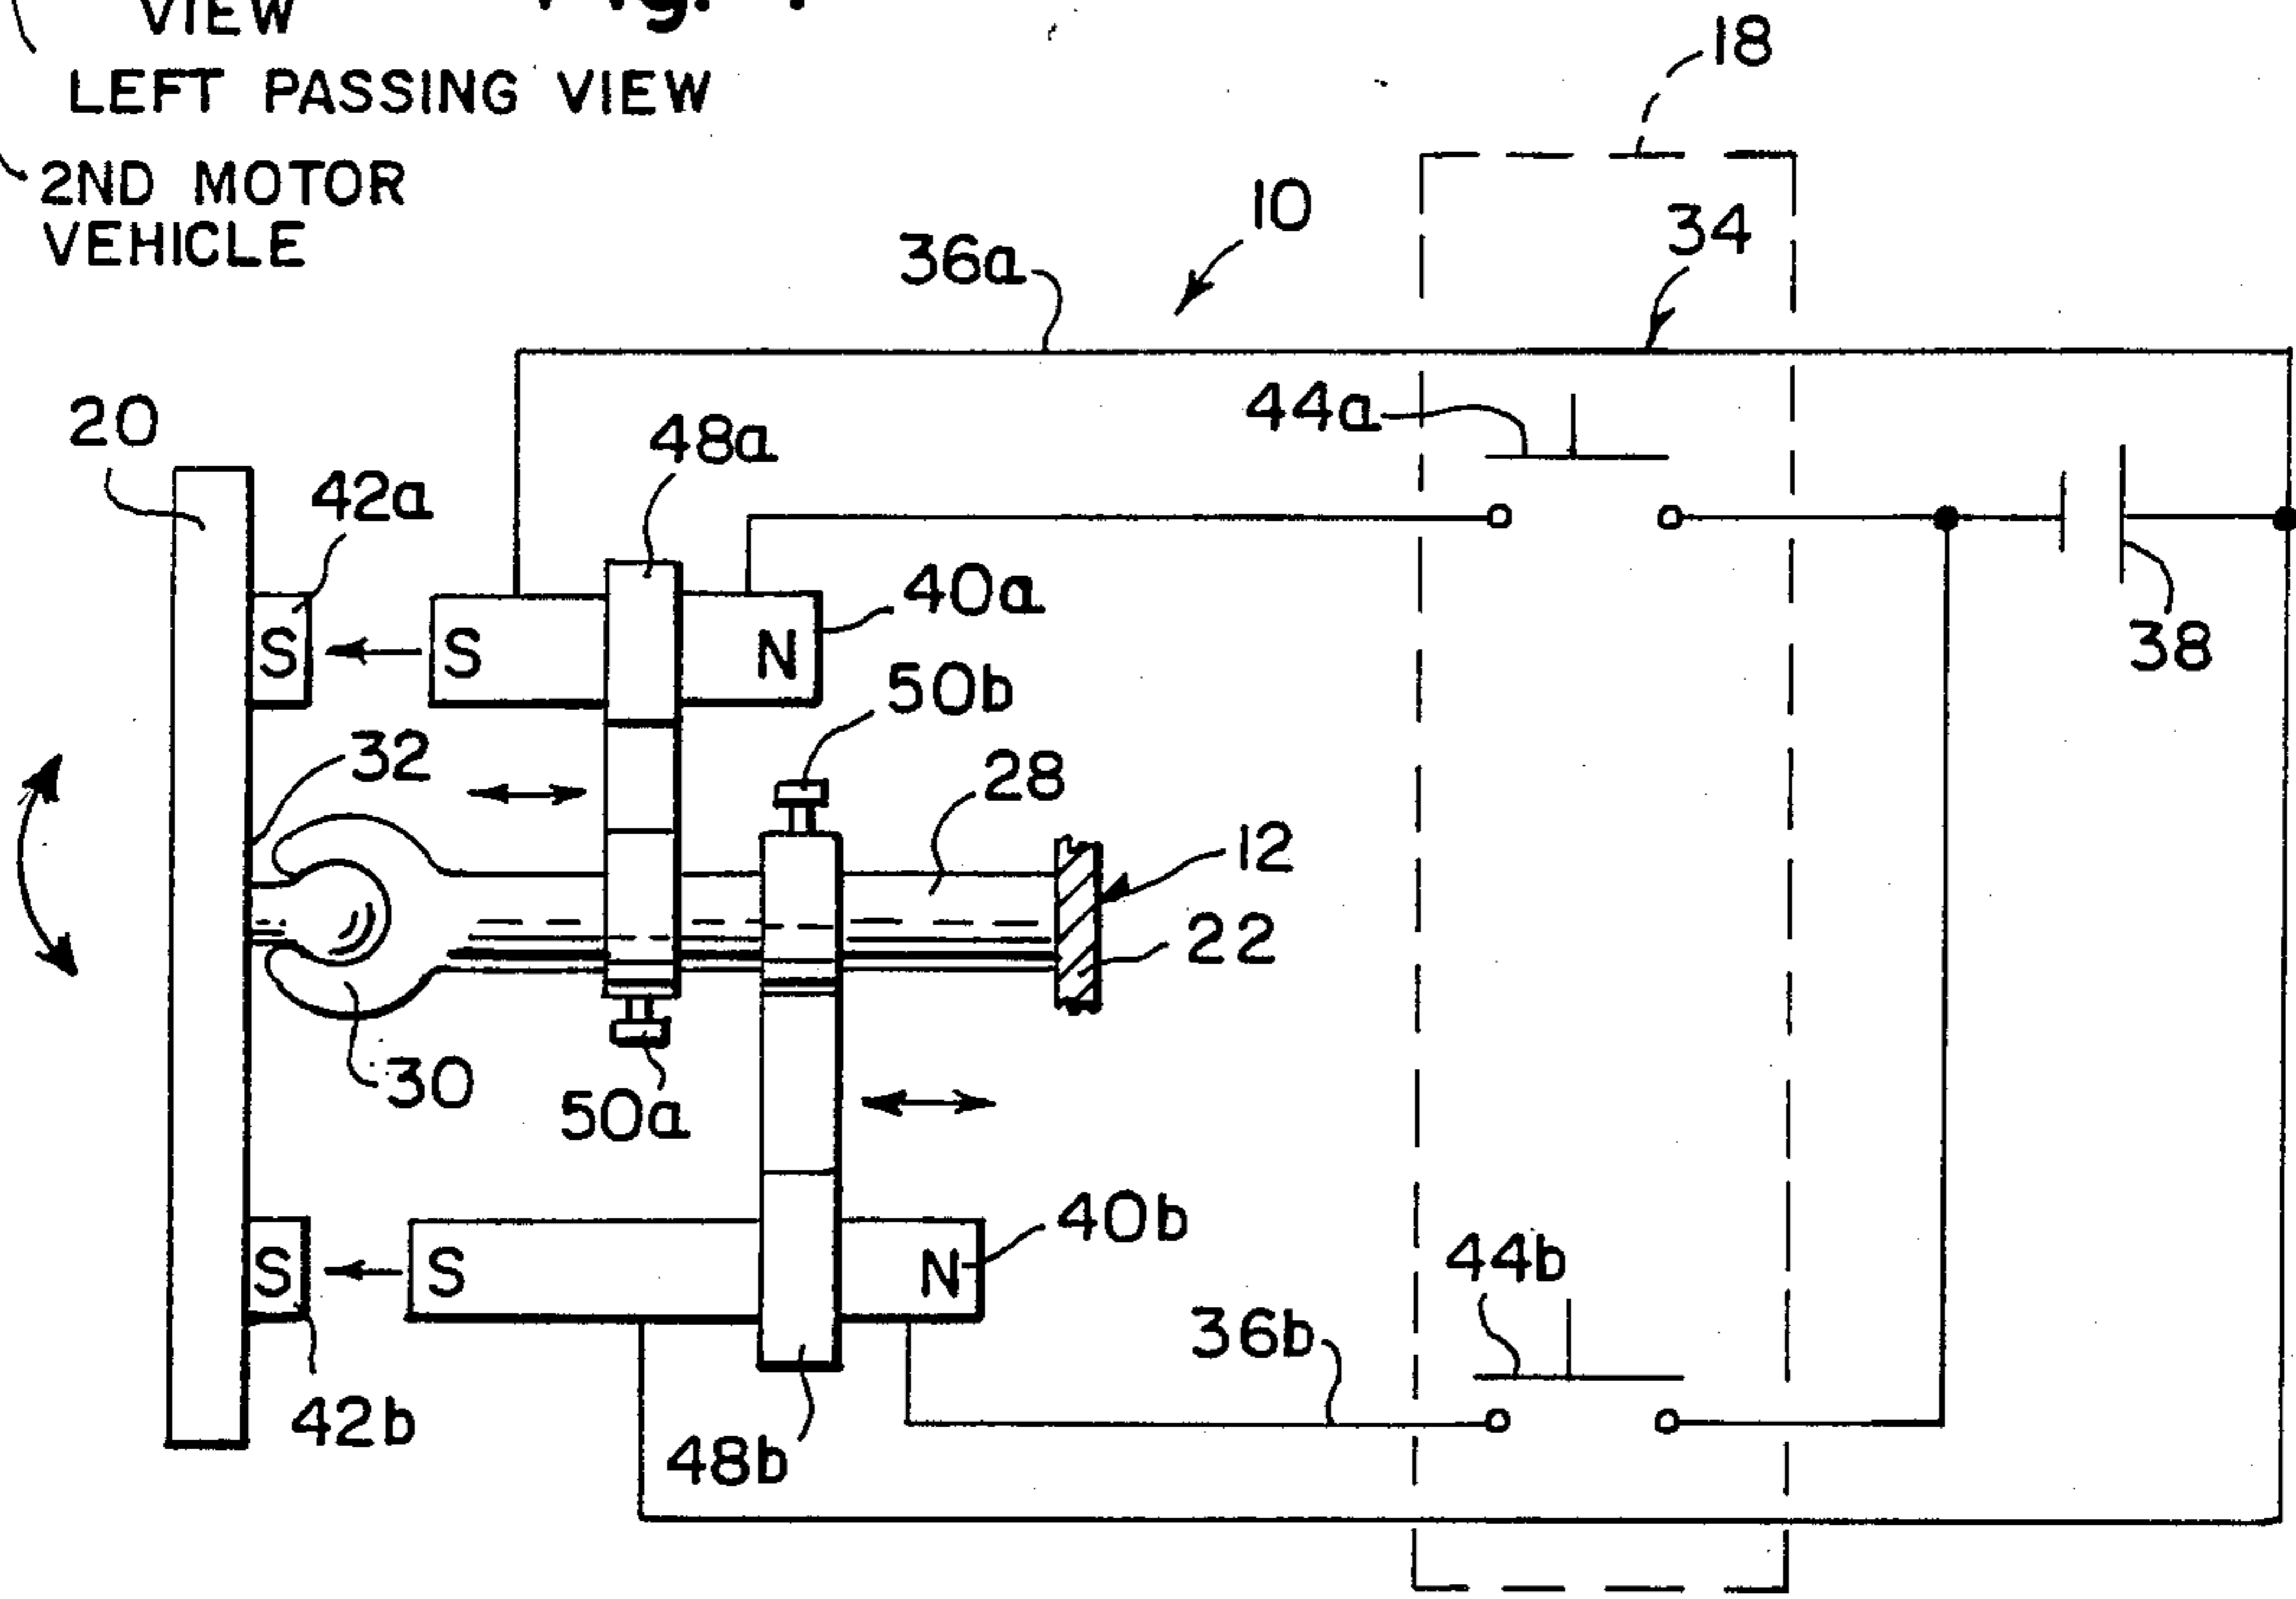 VIEW
LEFT PASSING VIEW
2ND MOTOR
VEHICLE
18
10
34
36a
44a
20
48a
42a
40a
38
S
S
N
50b
32
28
12
22
30
50a
40b
44b
S
S
N
36b
42b
48b